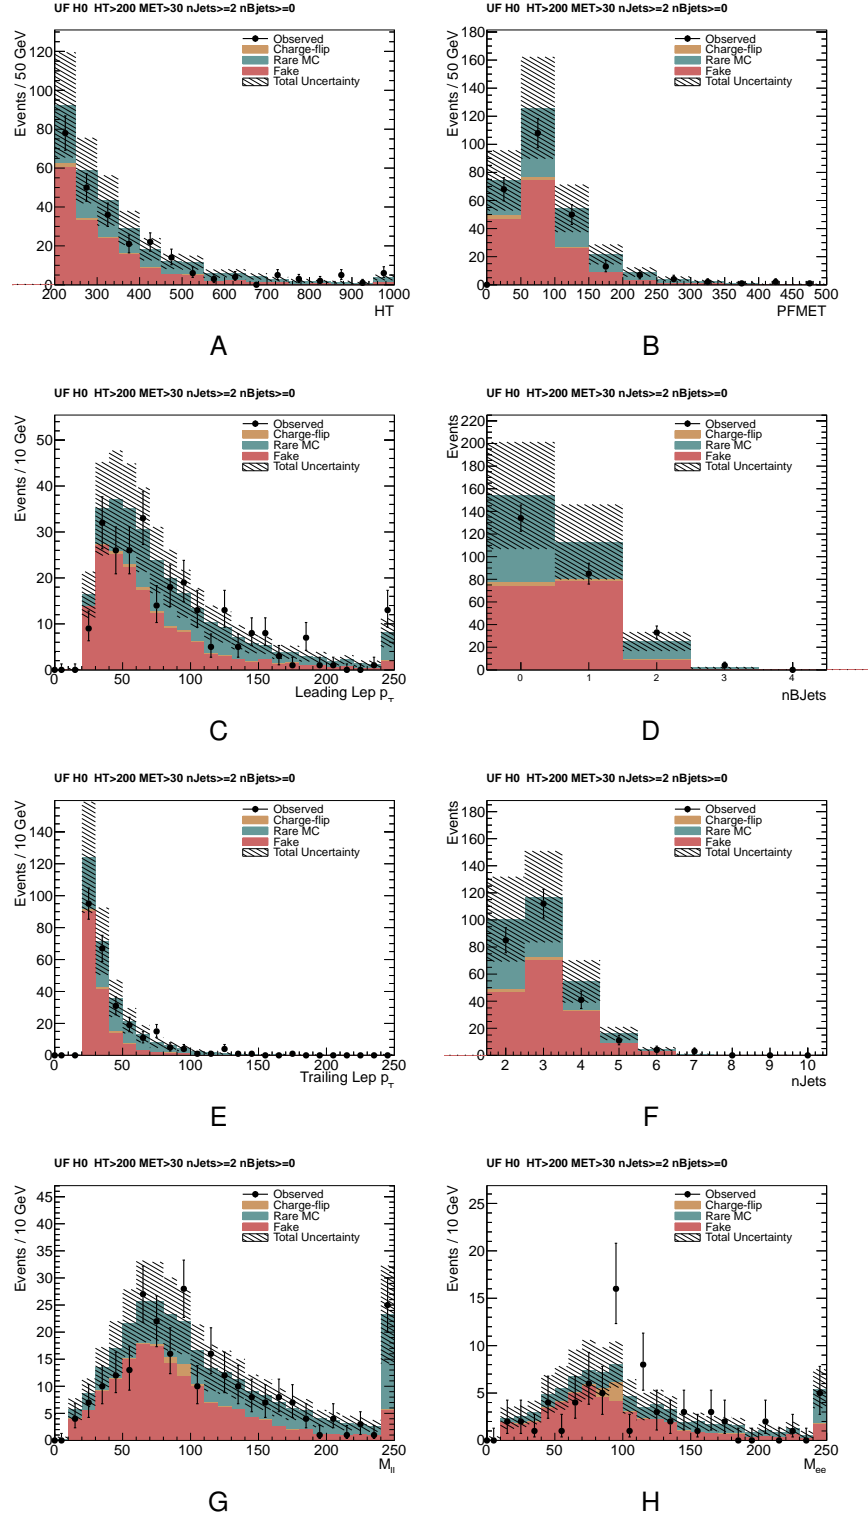 UF H0 HT>200 MET>30 nJets>=2 nBjets>=0
Events / 50 GeV
Observed
Charge-flip
Rare MC
Fake
Total Uncertainty
120
100
80
60
40
20
0
200 300 400 500 600 700 800 900 1000
HT
A
UF H0 HT>200 MET>30 nJets>=2 nBjets>=0
Events / 50 GeV
Observed
Charge-flip
Rare MC
Fake
Total Uncertainty
180
160
140
120
100
80
60
40
20
0
0 50 100 150 200 250 300 350 400 450 500
PFMET
B
UF H0 HT>200 MET>30 nJets>=2 nBjets>=0
Events / 10 GeV
Observed
Charge-flip
Rare MC
Fake
Total Uncertainty
50
40
30
20
10
0
0 50 100 150 200 250
Leading Lep p_T
C
UF H0 HT>200 MET>30 nJets>=2 nBjets>=0
Events
Observed
Charge-flip
Rare MC
Fake
Total Uncertainty
220
200
180
160
140
120
100
80
60
40
20
0
0 1 2 3 4
nBJets
D
UF H0 HT>200 MET>30 nJets>=2 nBjets>=0
Events / 10 GeV
Observed
Charge-flip
Rare MC
Fake
Total Uncertainty
140
120
100
80
60
40
20
0
0 50 100 150 200 250
Trailing Lep p_T
E
UF H0 HT>200 MET>30 nJets>=2 nBjets>=0
Events
Observed
Charge-flip
Rare MC
Fake
Total Uncertainty
180
160
140
120
100
80
60
40
20
0
2 3 4 5 6 7 8 9 10
nJets
F
UF H0 HT>200 MET>30 nJets>=2 nBjets>=0
Events / 10 GeV
Observed
Charge-flip
Rare MC
Fake
Total Uncertainty
45
40
35
30
25
20
15
10
5
0
0 50 100 150 200 250
M_ll
G
UF H0 HT>200 MET>30 nJets>=2 nBjets>=0
Events / 10 GeV
Observed
Charge-flip
Rare MC
Fake
Total Uncertainty
25
20
15
10
5
0
0 50 100 150 200 250
M_ee
H